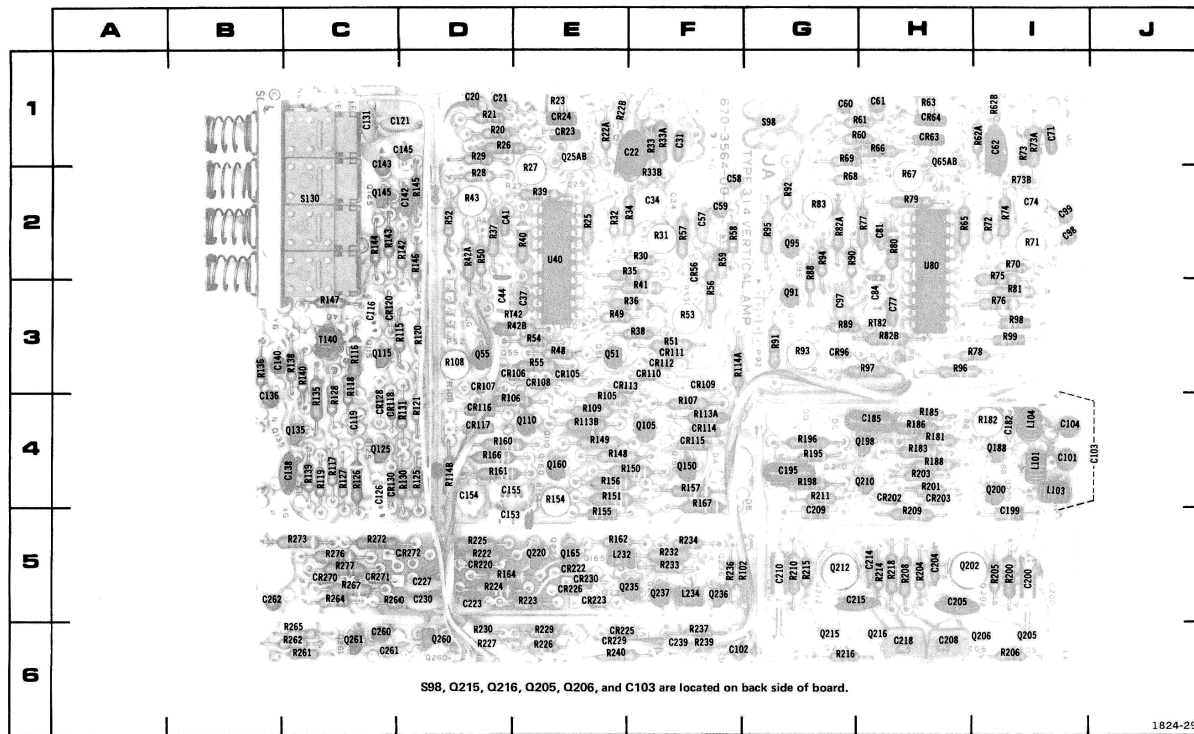 A B C D E F G H I J
1
C131 C121 C20 C21 R23 R22B S98 C60 C61 R63 R62B
R21 CR24 R61 CR64
R20 CR23 R22A C22 R33 R33A C31 R60 CR63 R62A C62 R73 R73A C71
C145 R26 Q25AB R66 Q65AB
C143 R29 R27 R69 R67
R28 R33B C58 R68 R73B
670-3564-09 TYPE 314 VERTICAL AMP JA
2
S130 Q145 C142 R145 R43 R39 C34 R92 R83 R79 C74
R52 C41 R25 R32 R34 C57 C59 R58 R95 R82A R77 C81 R65 R72 R74 C99
R144 R143 R142 R37 R40 R31 R57 Q95 R94 R90 R80 R71 C98
R146 R42A R50 U40 R30 CR56 R59 R88 U80 R70
R35 R75
R41 R56 C84 R81
3
R147 C116 CR120 C44 C37 R36 Q91 C97 C77 R76
RT42 R49 R53 RT82 R98
R115 R120 R42B R38 R89 R82B R99
T140 R54 R51 R91
R136 C140 R138 R140 R116 Q115 R108 Q55 R48 Q51 CR111 R114A R93 CR96 R78
R55 CR112
CR106 CR105 CR110 R97 R96
R135 R118 CR107 CR108 CR113 CR109
C136 R128 CR128 CR118 R131 R121 R106 R105 R107
4
C119 CR116 R109 R113A C185 R185 R182 C182 L104
Q135 CR117 Q110 R113B Q105 CR114 R186 C104
R160 R149 CR115 R196 Q198 R181 Q188 C103
Q125 R166 R148 R195 R183
C138 R139 R119 R117 R127 R126 C126 CR130 R130 R125 R114B R161 Q160 R150 Q150 C195 R188 L101 C101
R156 R198 Q210 R203
C154 C155 R154 R151 R157 R211 CR202 R201 CR203 Q200 L103
C153 R155 R167 C209 R209 C199
5
R273 R272 R225 R162 R234
R276 CR272 R222 Q220 Q165 L232 R232
R277 CR220 R233 R236 R102 C210 R210 R215 Q212 C214 R214 R218 R208 R204 C204 Q202 R205 R200 C200
CR270 CR271 C227 R164 CR222
R267 R224 CR230 Q235
R264 R260 C230 C223 R223 CR226 CR223 Q237 L234 Q236 C215 C205
C262
6
R265 C260 R230 R229 CR225 R237 Q215 Q216 Q206 Q205
R262 Q261 Q260 R227 R226 CR229 C239 R239 C218 C208
R261 C261 R240 C102 R216 R206
S98, Q215, Q216, Q205, Q206, and C103 are located on back side of board.
1824-29